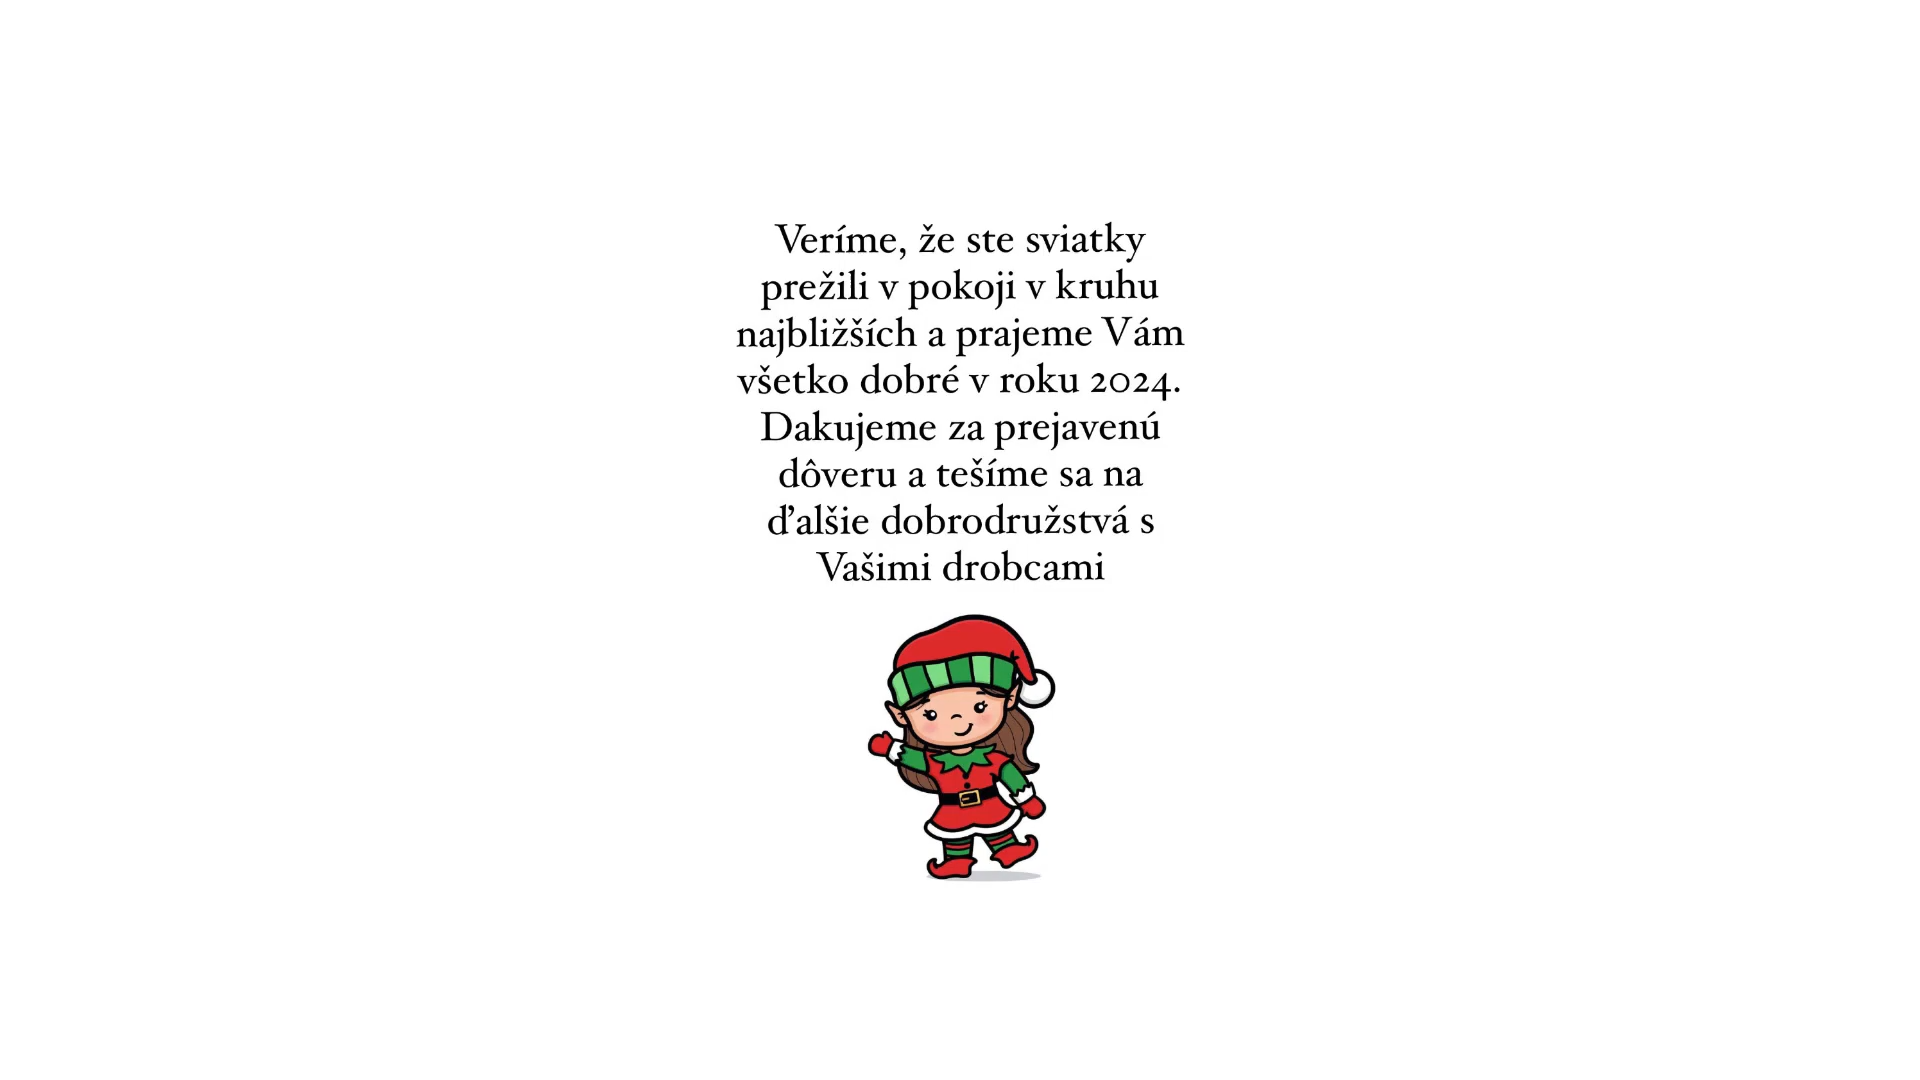 Veríme, že ste sviatky
prežili v pokoji v kruhu
najbližších a prajeme Vám
všetko dobré v roku 2024.
Dakujeme za prejavenú
dôveru a tešíme sa na
ďalšie dobrodružstvá s
Vašimi drobcami